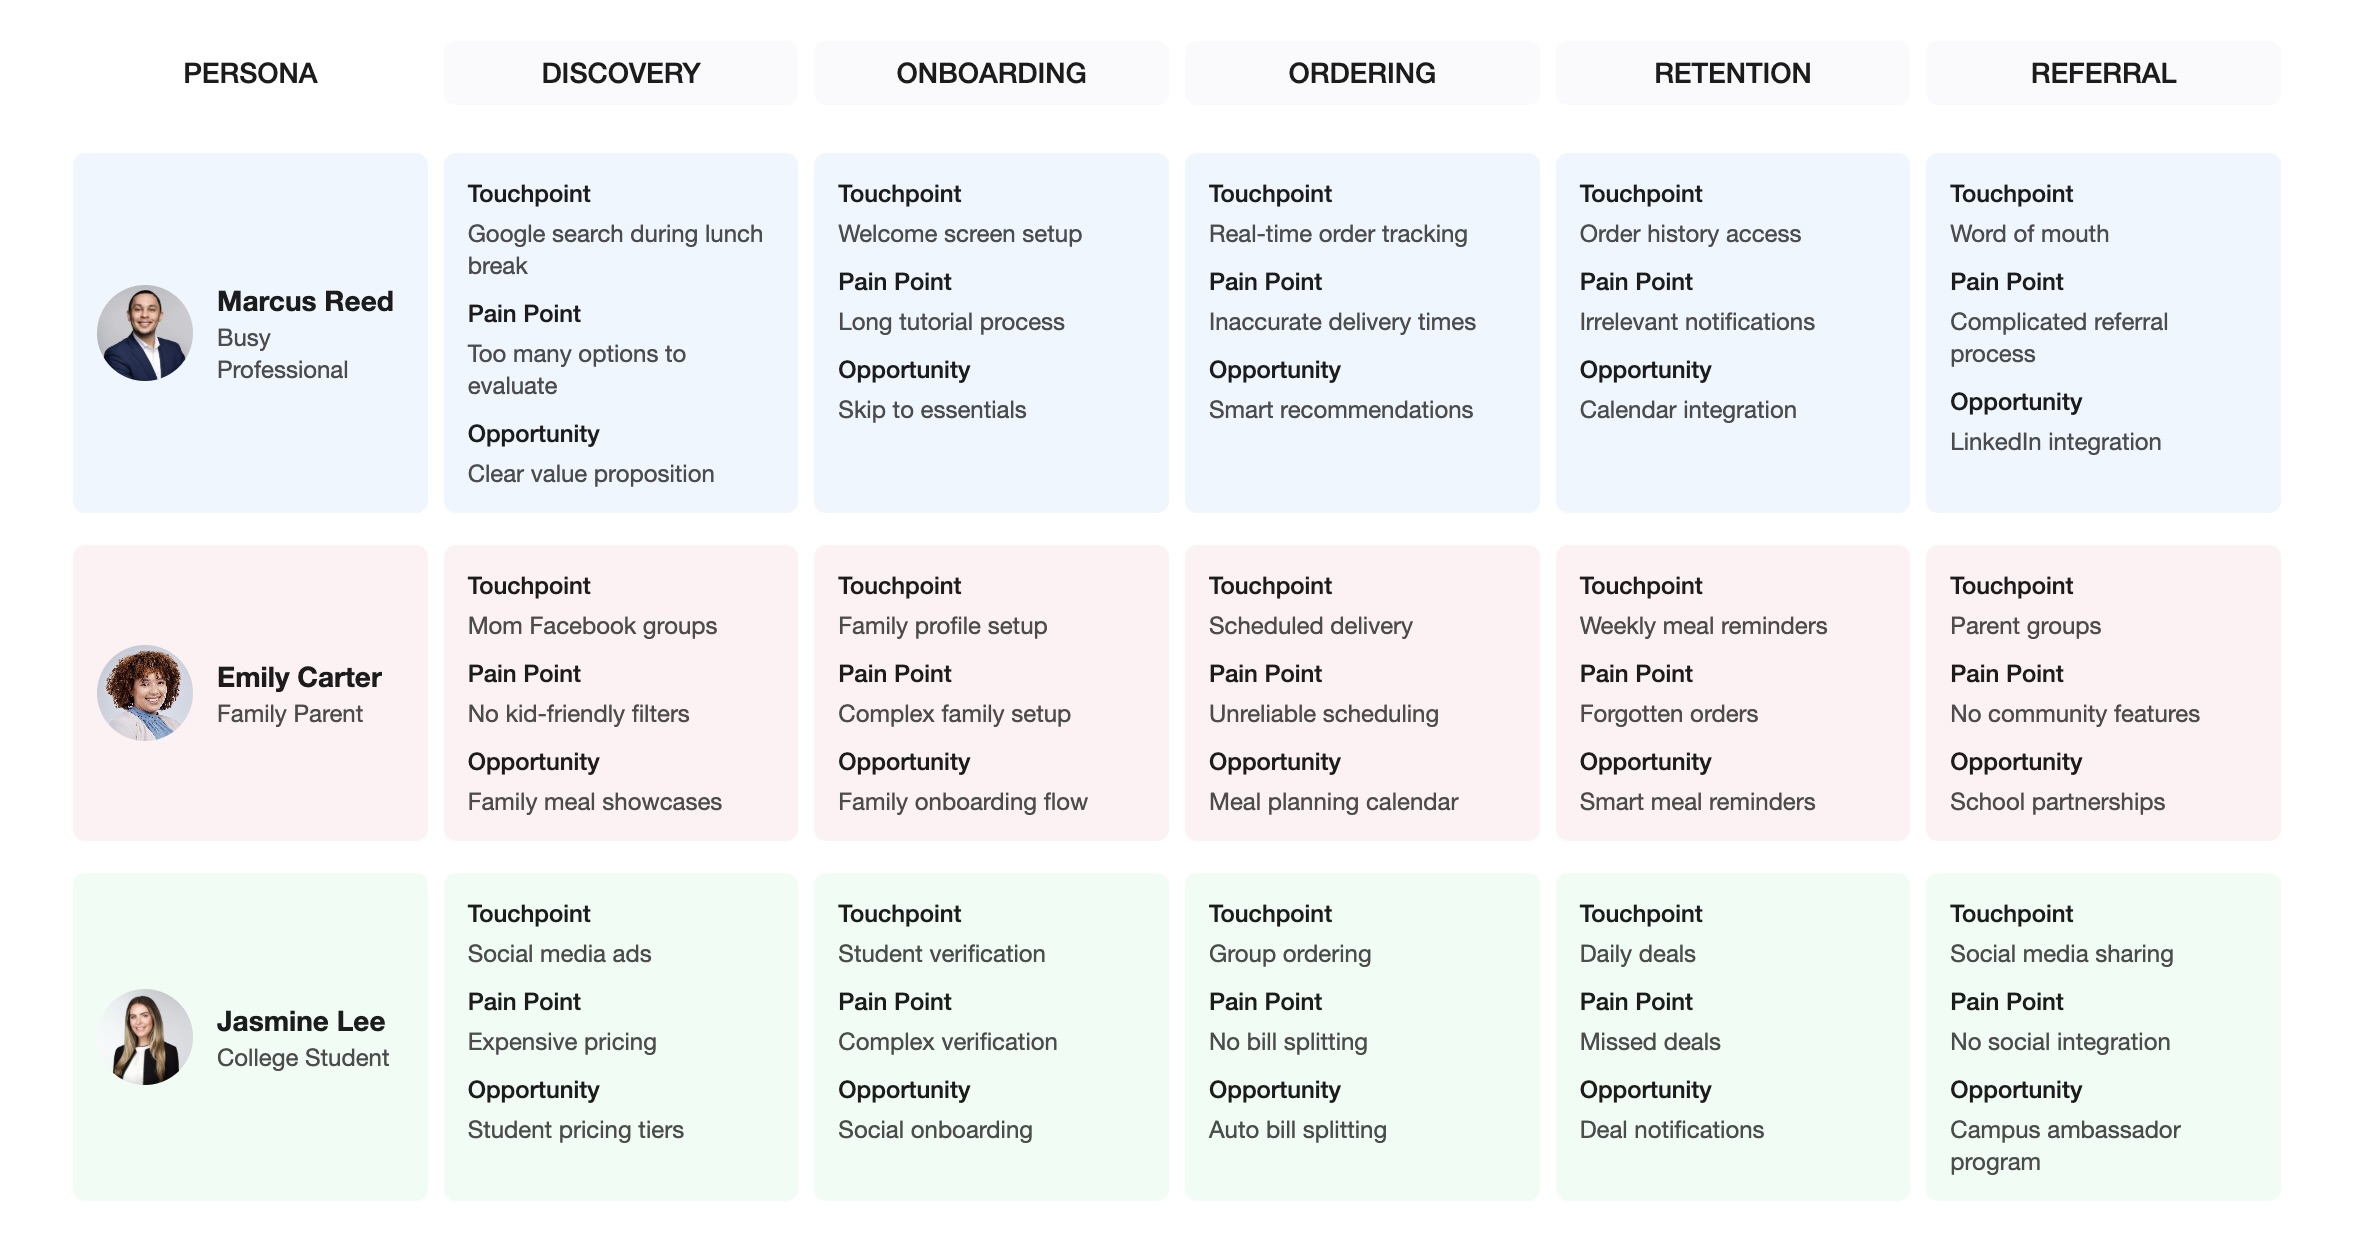 PERSONA
DISCOVERY
ONBOARDING
ORDERING
RETENTION
REFERRAL
Marcus Reed
Busy
Professional
Touchpoint
Google search during lunch
break
Pain Point
Too many options to
evaluate
Opportunity
Clear value proposition
Touchpoint
Welcome screen setup
Pain Point
Long tutorial process
Opportunity
Skip to essentials
Touchpoint
Real-time order tracking
Pain Point
Inaccurate delivery times
Opportunity
Smart recommendations
Touchpoint
Order history access
Pain Point
Irrelevant notifications
Opportunity
Calendar integration
Touchpoint
Word of mouth
Pain Point
Complicated referral
process
Opportunity
LinkedIn integration
Emily Carter
Family Parent
Touchpoint
Mom Facebook groups
Pain Point
No kid-friendly filters
Opportunity
Family meal showcases
Touchpoint
Family profile setup
Pain Point
Complex family setup
Opportunity
Family onboarding flow
Touchpoint
Scheduled delivery
Pain Point
Unreliable scheduling
Opportunity
Meal planning calendar
Touchpoint
Weekly meal reminders
Pain Point
Forgotten orders
Opportunity
Smart meal reminders
Touchpoint
Parent groups
Pain Point
No community features
Opportunity
School partnerships
Jasmine Lee
College Student
Touchpoint
Social media ads
Pain Point
Expensive pricing
Opportunity
Student pricing tiers
Touchpoint
Student verification
Pain Point
Complex verification
Opportunity
Social onboarding
Touchpoint
Group ordering
Pain Point
No bill splitting
Opportunity
Auto bill splitting
Touchpoint
Daily deals
Pain Point
Missed deals
Opportunity
Deal notifications
Touchpoint
Social media sharing
Pain Point
No social integration
Opportunity
Campus ambassador
program